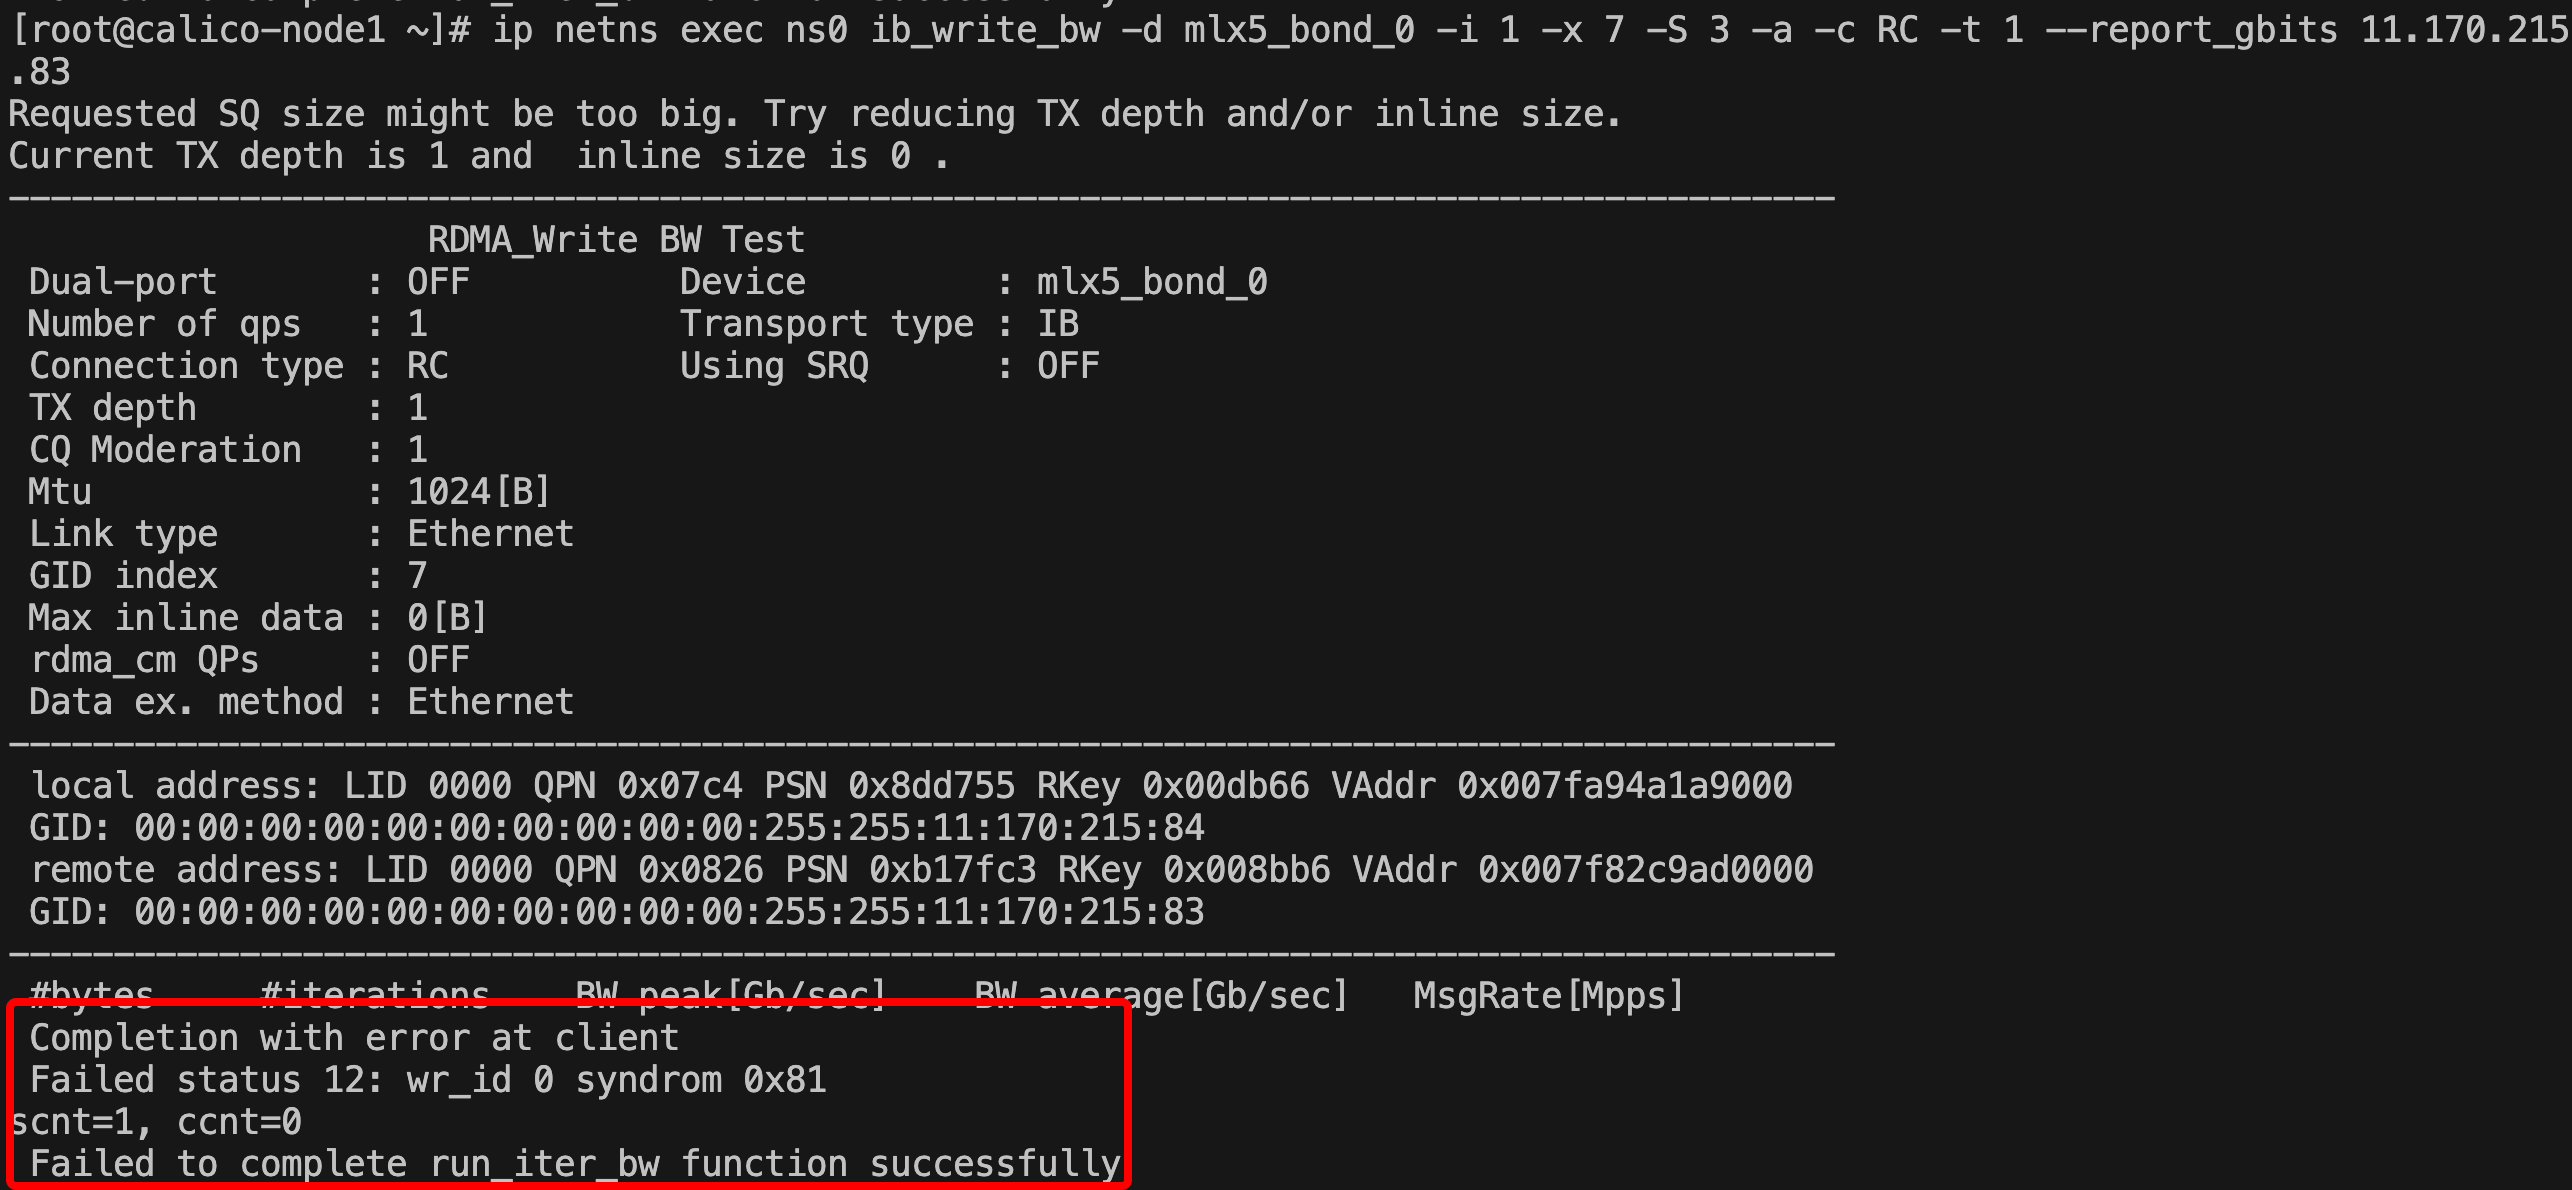 [root@calico-node1 ~]# ip netns exec ns0 ib_write_bw -d mlx5_bond_0 -i 1 -x 7 -S 3 -a -c RC -t 1 --report_gbits 11.170.215
.83
Requested SQ size might be too big. Try reducing TX depth and/or inline size.
Current TX depth is 1 and  inline size is 0 .
---------------------------------------------------------------------------------------
                    RDMA_Write BW Test
 Dual-port       : OFF          Device         : mlx5_bond_0
 Number of qps   : 1            Transport type : IB
 Connection type : RC           Using SRQ      : OFF
 TX depth        : 1
 CQ Moderation   : 1
 Mtu             : 1024[B]
 Link type       : Ethernet
 GID index       : 7
 Max inline data : 0[B]
 rdma_cm QPs     : OFF
 Data ex. method : Ethernet
---------------------------------------------------------------------------------------
 local address: LID 0000 QPN 0x07c4 PSN 0x8dd755 RKey 0x00db66 VAddr 0x007fa94a1a9000
 GID: 00:00:00:00:00:00:00:00:00:00:255:255:11:170:215:84
 remote address: LID 0000 QPN 0x0826 PSN 0xb17fc3 RKey 0x008bb6 VAddr 0x007f82c9ad0000
 GID: 00:00:00:00:00:00:00:00:00:00:255:255:11:170:215:83
---------------------------------------------------------------------------------------
 #bytes     #iterations    BW peak[Gb/sec]    BW average[Gb/sec]   MsgRate[Mpps]
 Completion with error at client
 Failed status 12: wr_id 0 syndrom 0x81
scnt=1, ccnt=0
 Failed to complete run_iter_bw function successfully